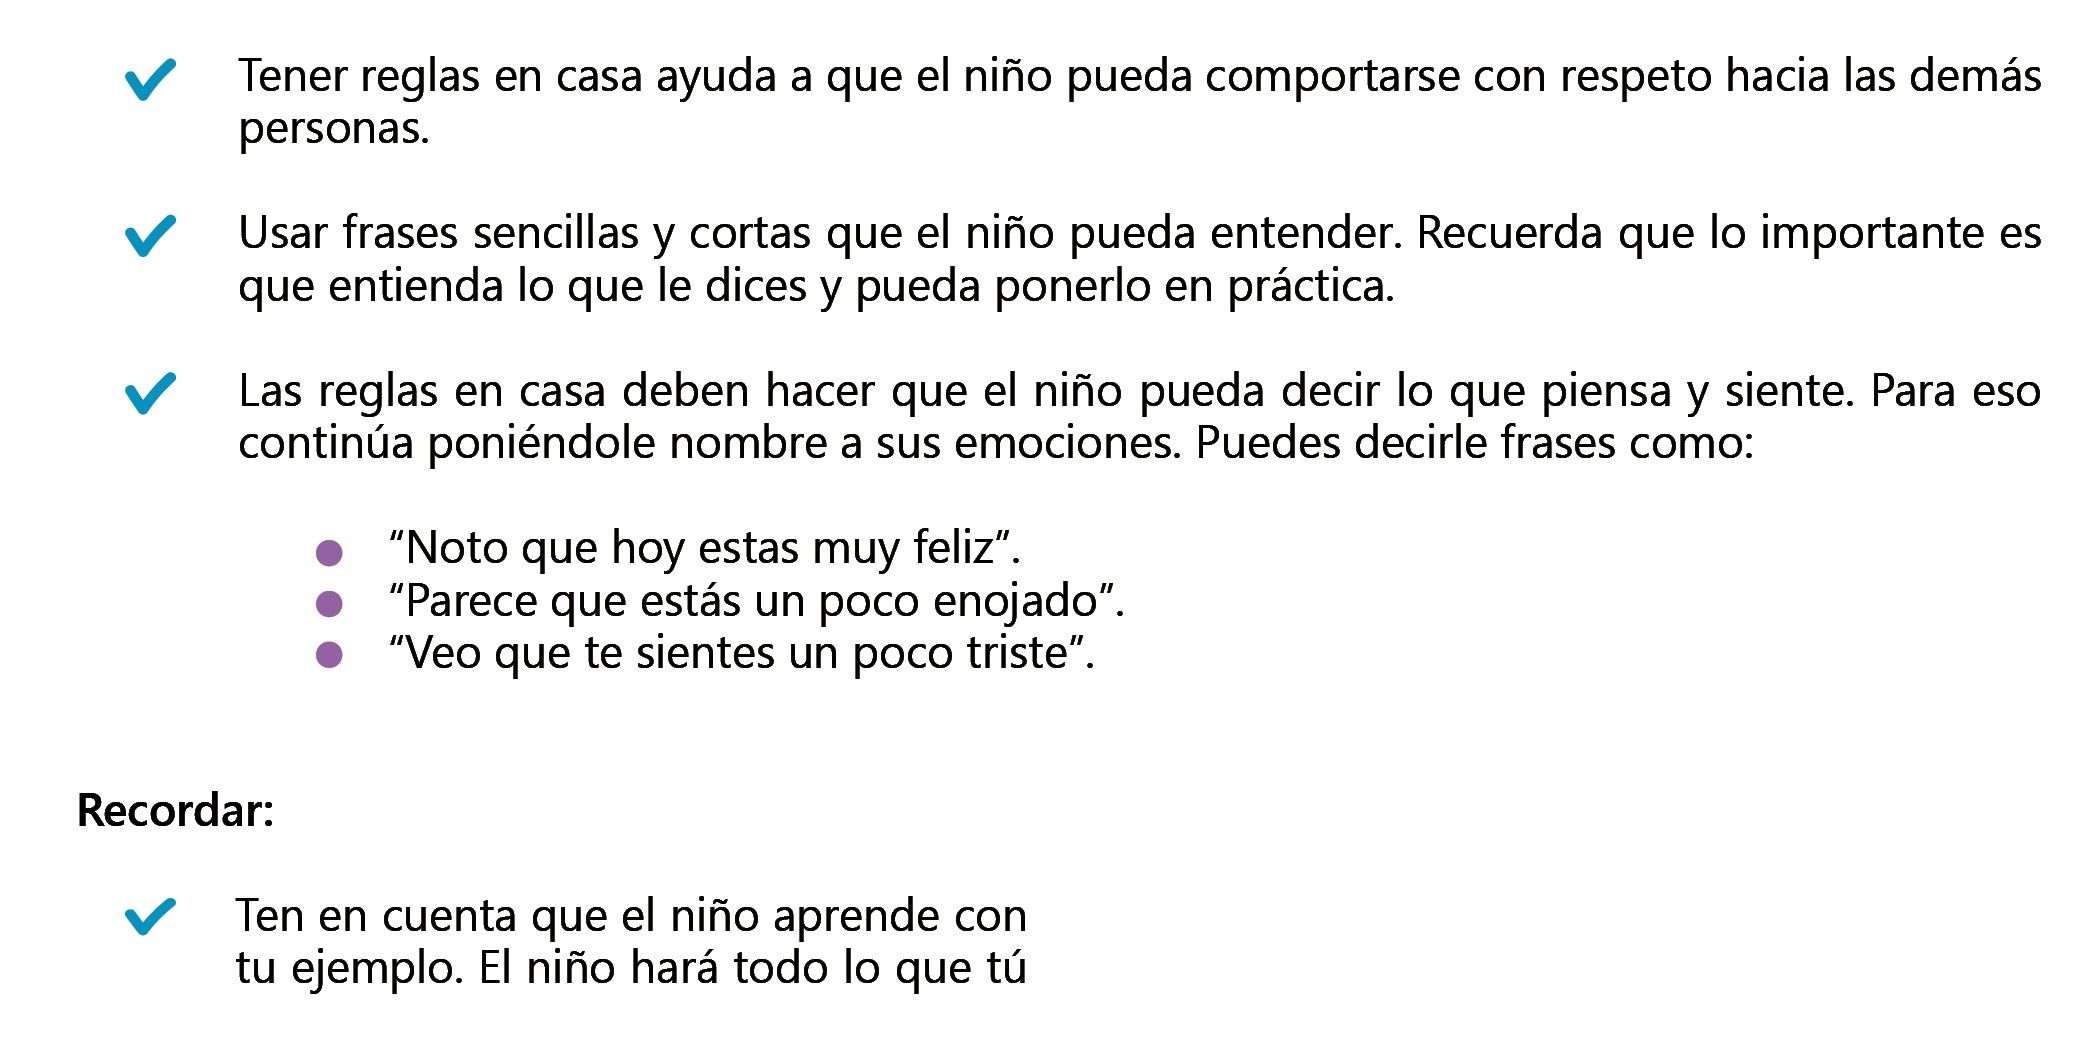 Tener reglas en casa ayuda a que el niño pueda comportarse con respeto hacia las demás
personas.
Usar frases sencillas y cortas que el niño pueda entender. Recuerda que lo importante es
que entienda lo que le dices y pueda ponerlo en práctica.
Las reglas en casa deben hacer que el niño pueda decir lo que piensa y siente. Para eso
continúa poniéndole nombre a sus emociones. Puedes decirle frases como:
“Noto que hoy estas muy feliz”.
“Parece que estás un poco enojado”.
“Veo que te sientes un poco triste”.
Recordar:
Ten en cuenta que el niño aprende con
tu ejemplo. El niño hará todo lo que tú